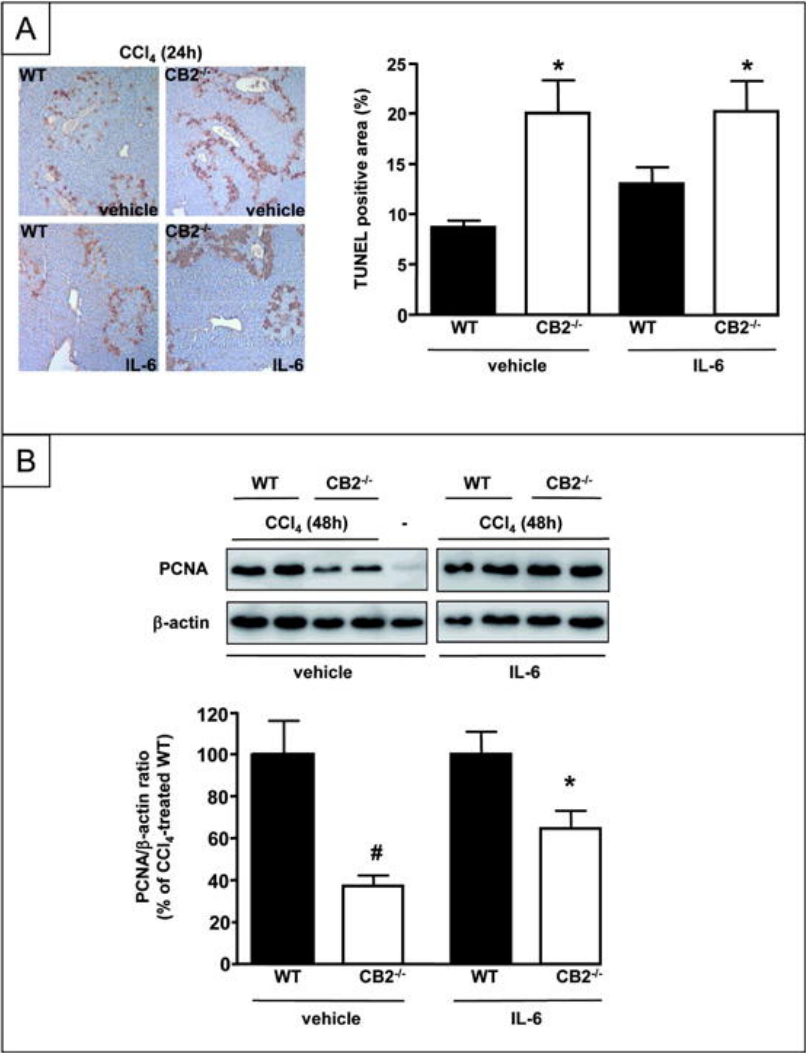 A
CCl₄ (24h)
WT CB2⁻/⁻
vehicle vehicle
WT CB2⁻/⁻
IL-6 IL-6
TUNEL positive area (%)
25
20
15
10
5
0
* *
WT CB2⁻/⁻ WT CB2⁻/⁻
vehicle IL-6
B
WT CB2⁻/⁻ WT CB2⁻/⁻
CCl₄ (48h) - CCl₄ (48h)
PCNA
β-actin
vehicle IL-6
PCNA/β-actin ratio
(% of CCl₄-treated WT)
120
100
80
60
40
20
0
# *
WT CB2⁻/⁻ WT CB2⁻/⁻
vehicle IL-6